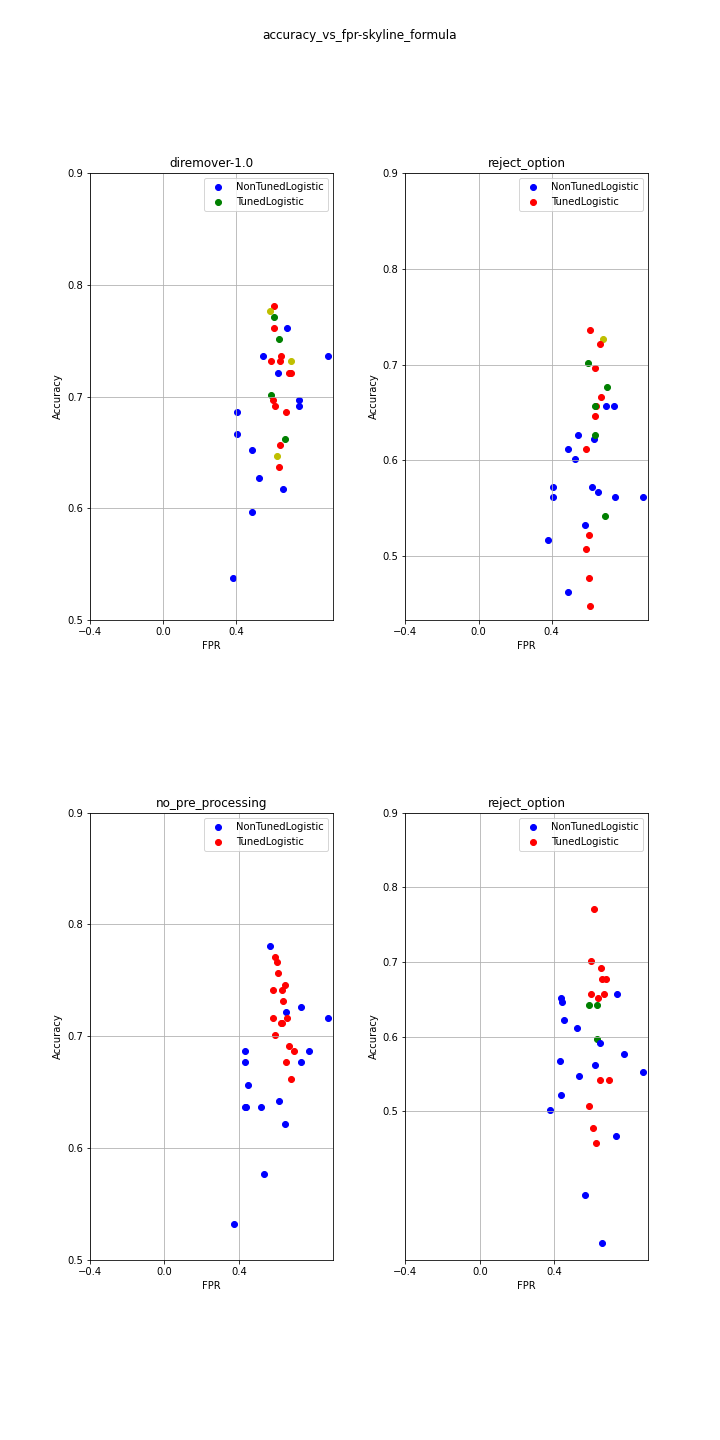 accuracy_vs_fpr-skyline_formula
diremover-1.0
NonTunedLogistic
TunedLogistic
0.9
0.8
0.7
0.6
0.5
Accuracy
−0.4 0.0 0.4
FPR
reject_option
NonTunedLogistic
TunedLogistic
0.9
0.8
0.7
0.6
0.5
Accuracy
−0.4 0.0 0.4
FPR
no_pre_processing
NonTunedLogistic
TunedLogistic
0.9
0.8
0.7
0.6
0.5
Accuracy
−0.4 0.0 0.4
FPR
reject_option
NonTunedLogistic
TunedLogistic
0.9
0.8
0.7
0.6
0.5
Accuracy
−0.4 0.0 0.4
FPR